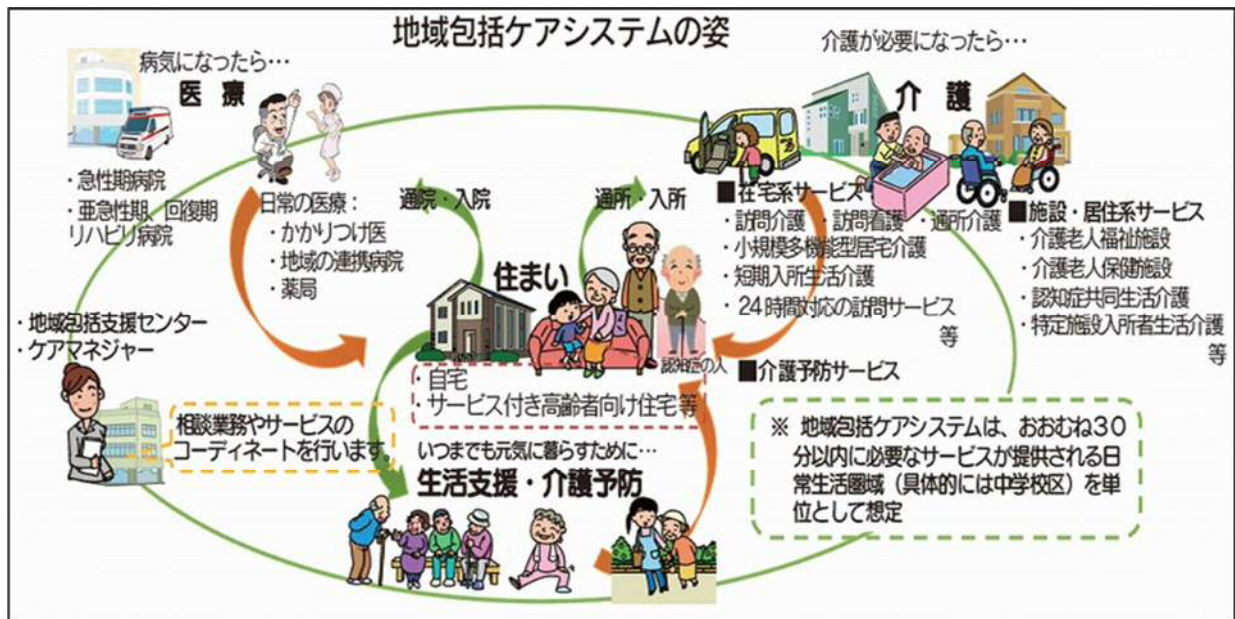 地域包括ケアシステムの姿
病気になったら…
医 療
介護が必要になったら…
介 護
・急性期病院
・亜急性期、回復期
リハビリ病院
日常の医療：
・かかりつけ医
・地域の連携病院
・薬局
通院・入院
通所・入所
■在宅系サービス
・訪問介護 ・訪問看護 ・通所介護
・小規模多機能型居宅介護
・短期入所生活介護
・24時間対応の訪問サービス
等
■介護予防サービス
■施設・居住系サービス
・介護老人福祉施設
・介護老人保健施設
・認知症共同生活介護
・特定施設入所者生活介護
等
住まい
認知症の人
・自宅
・サービス付き高齢者向け住宅等
・地域包括支援センター
・ケアマネジャー
相談業務やサービスの
コーディネートを行います。
いつまでも元気に暮らすために…
生活支援・介護予防
※ 地域包括ケアシステムは、おおむね30
分以内に必要なサービスが提供される日
常生活圏域（具体的には中学校区）を単
位として想定